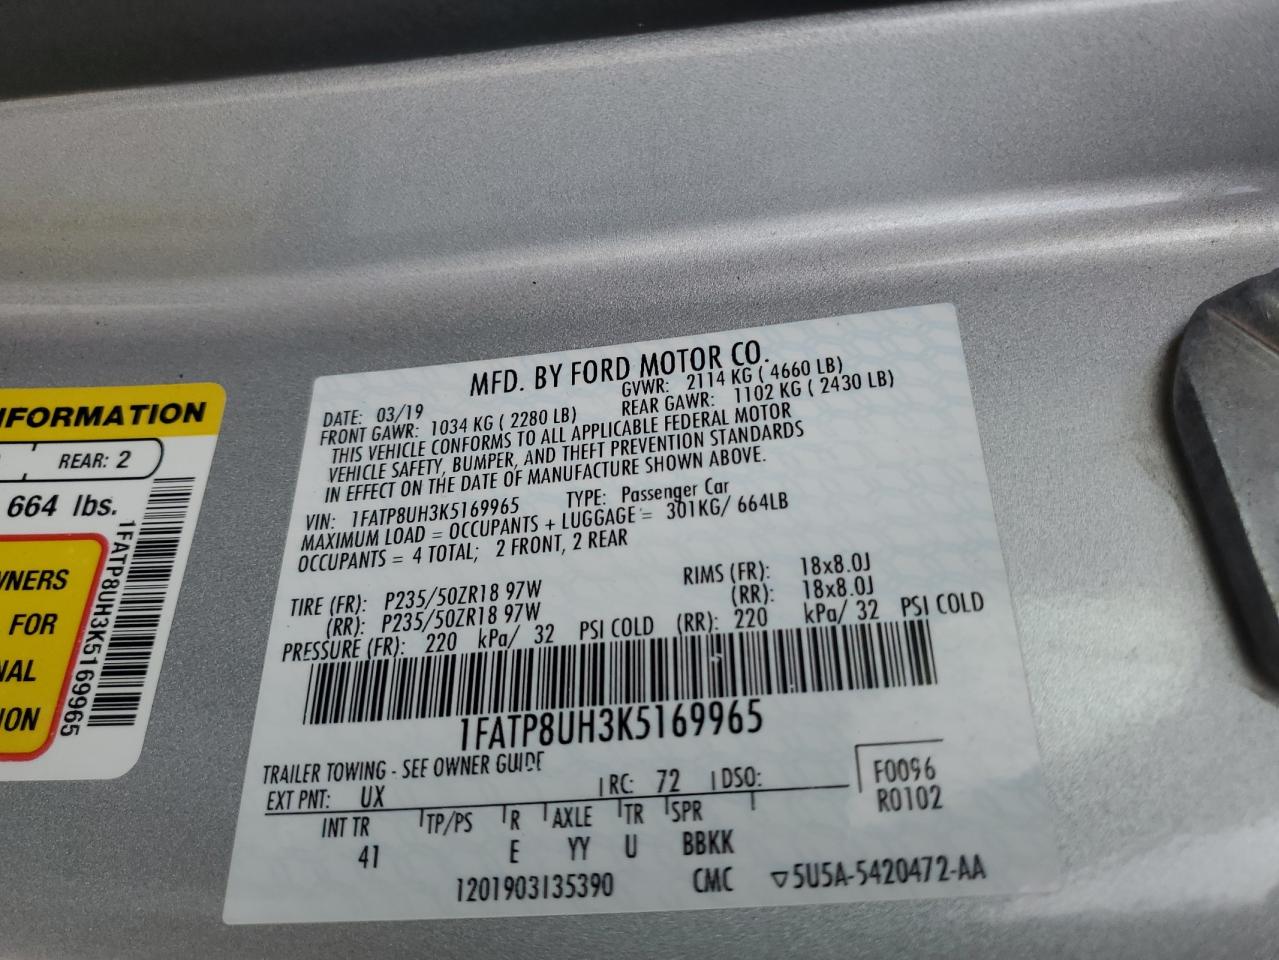 NFORMATION
REAR: 2
664 lbs.
WNERS
FOR
NAL
ION
1FATP8UH3K5169965
MFD. BY FORD MOTOR CO.
DATE: 03/19 GVWR: 2114 KG ( 4660 LB)
FRONT GAWR: 1034 KG ( 2280 LB) REAR GAWR: 1102 KG ( 2430 LB)
THIS VEHICLE CONFORMS TO ALL APPLICABLE FEDERAL MOTOR
VEHICLE SAFETY, BUMPER, AND THEFT PREVENTION STANDARDS
IN EFFECT ON THE DATE OF MANUFACTURE SHOWN ABOVE.
VIN: 1FATP8UH3K5169965 TYPE: Passenger Car
MAXIMUM LOAD = OCCUPANTS + LUGGAGE = 301KG/ 664LB
OCCUPANTS = 4 TOTAL; 2 FRONT, 2 REAR
TIRE (FR): P235/50ZR18 97W RIMS (FR): 18x8.0J
(RR): P235/50ZR18 97W (RR): 18x8.0J
PRESSURE (FR): 220 kPa/ 32 PSI COLD (RR): 220 kPa/ 32 PSI COLD
1FATP8UH3K5169965
TRAILER TOWING - SEE OWNER GUIDE
EXT PNT: UX RC: 72 DSO: F0096
R0102
INT TR TP/PS R AXLE TR SPR
41 E YY U BBKK
1201903135390 CMC ▽5U5A-5420472-AA